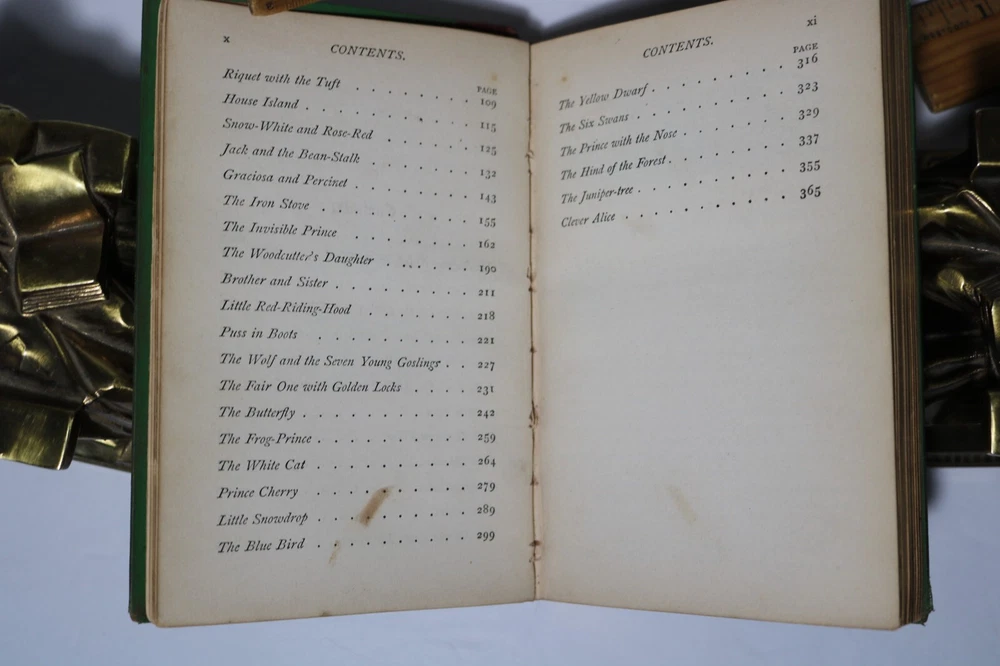 x
CONTENTS.
PAGE
Riquet with the Tuft . . . . . . . 109
House Island . . . . . . . . . 115
Snow-White and Rose-Red . . . . . 125
Jack and the Bean-Stalk . . . . . . 132
Graciosa and Percinet . . . . . . 143
The Iron Stove . . . . . . . . 155
The Invisible Prince . . . . . . 162
The Woodcutter's Daughter . . . . . 190
Brother and Sister . . . . . . . 211
Little Red-Riding-Hood . . . . . . 218
Puss in Boots . . . . . . . . 221
The Wolf and the Seven Young Goslings . . 227
The Fair One with Golden Locks . . . . 231
The Butterfly . . . . . . . . . 242
The Frog-Prince . . . . . . . . 259
The White Cat . . . . . . . . 264
Prince Cherry . . . . . . . . 279
Little Snowdrop . . . . . . . . 289
The Blue Bird . . . . . . . . 299
xi
CONTENTS.
PAGE
The Yellow Dwarf . . . . . . . 316
The Six Swans . . . . . . . . 323
The Prince with the Nose . . . . . . 329
The Hind of the Forest . . . . . . . 337
The Juniper-tree . . . . . . . . 355
Clever Alice . . . . . . . . . 365